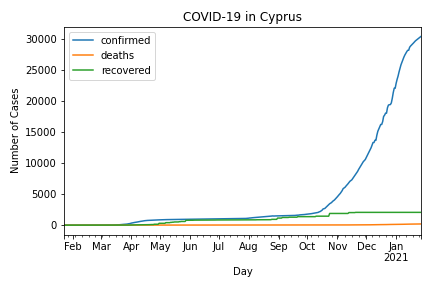 COVID-19 in Cyprus
confirmed
deaths
recovered
30000
25000
20000
15000
10000
5000
0
Number of Cases
Feb Mar Apr May Jun Jul Aug Sep Oct Nov Dec Jan
2021
Day